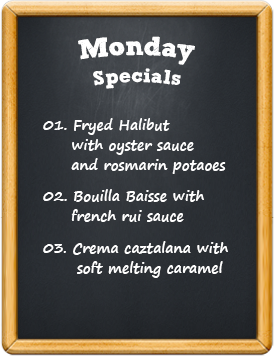 Monday
Specials
01. Fryed Halibut
with oyster sauce
and rosmarin potaoes
02. Bouilla Baisse with
french rui sauce
03. Crema caztalana with
soft melting caramel